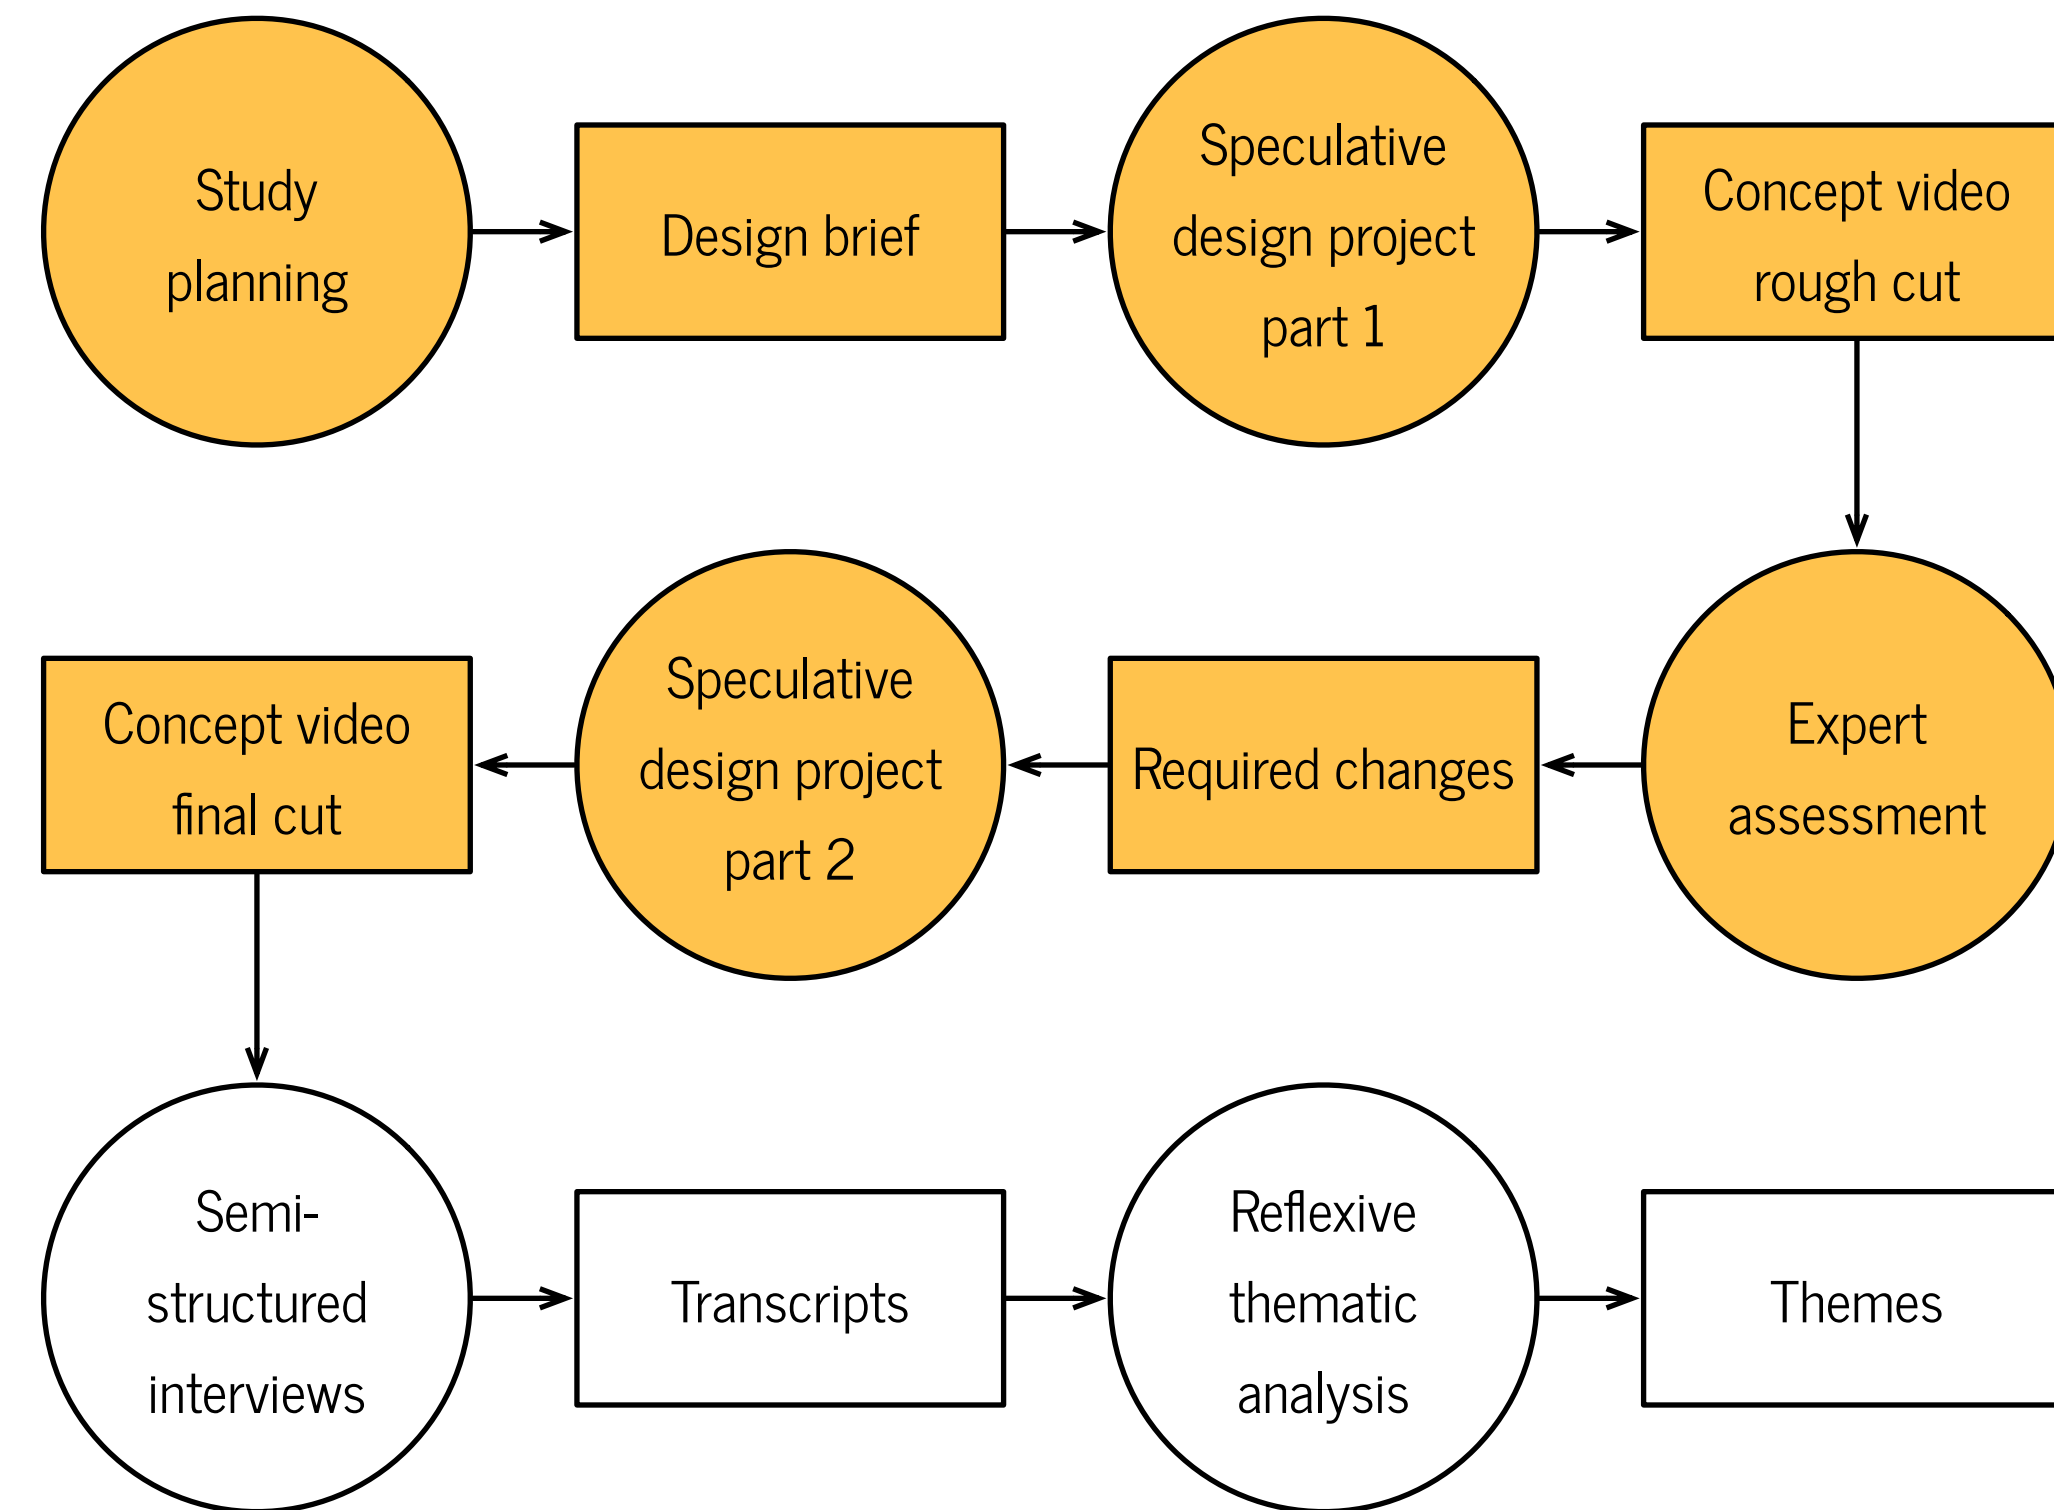 Study
planning
Design brief
Speculative
design project
part 1
Concept video
rough cut
Expert
assessment
Required changes
Speculative
design project
part 2
Concept video
final cut
Semi-
structured
interviews
Transcripts
Reflexive
thematic
analysis
Themes